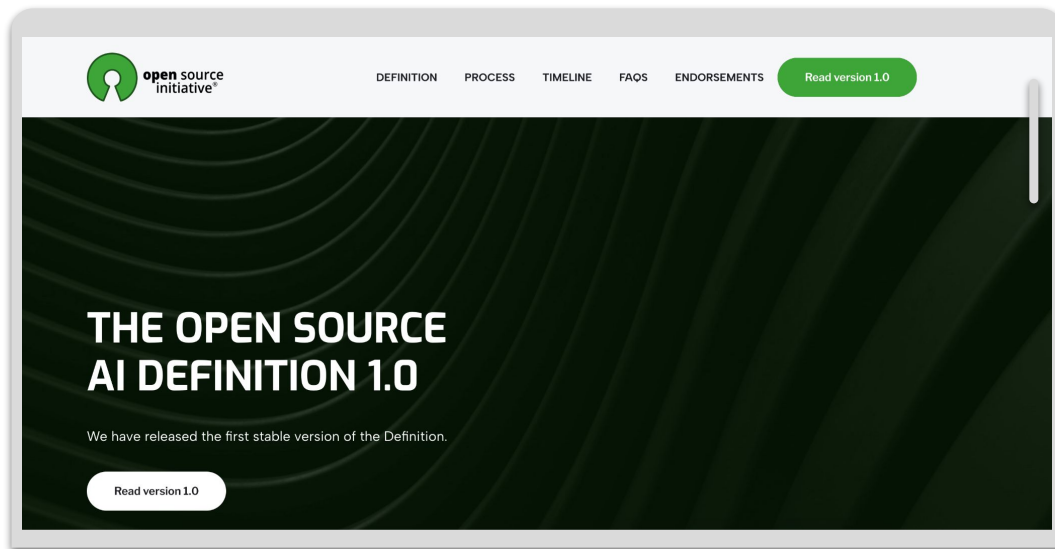 open source
initiative®
DEFINITION PROCESS TIMELINE FAQS ENDORSEMENTS Read version 1.0
THE OPEN SOURCE
AI DEFINITION 1.0
We have released the first stable version of the Definition.
Read version 1.0